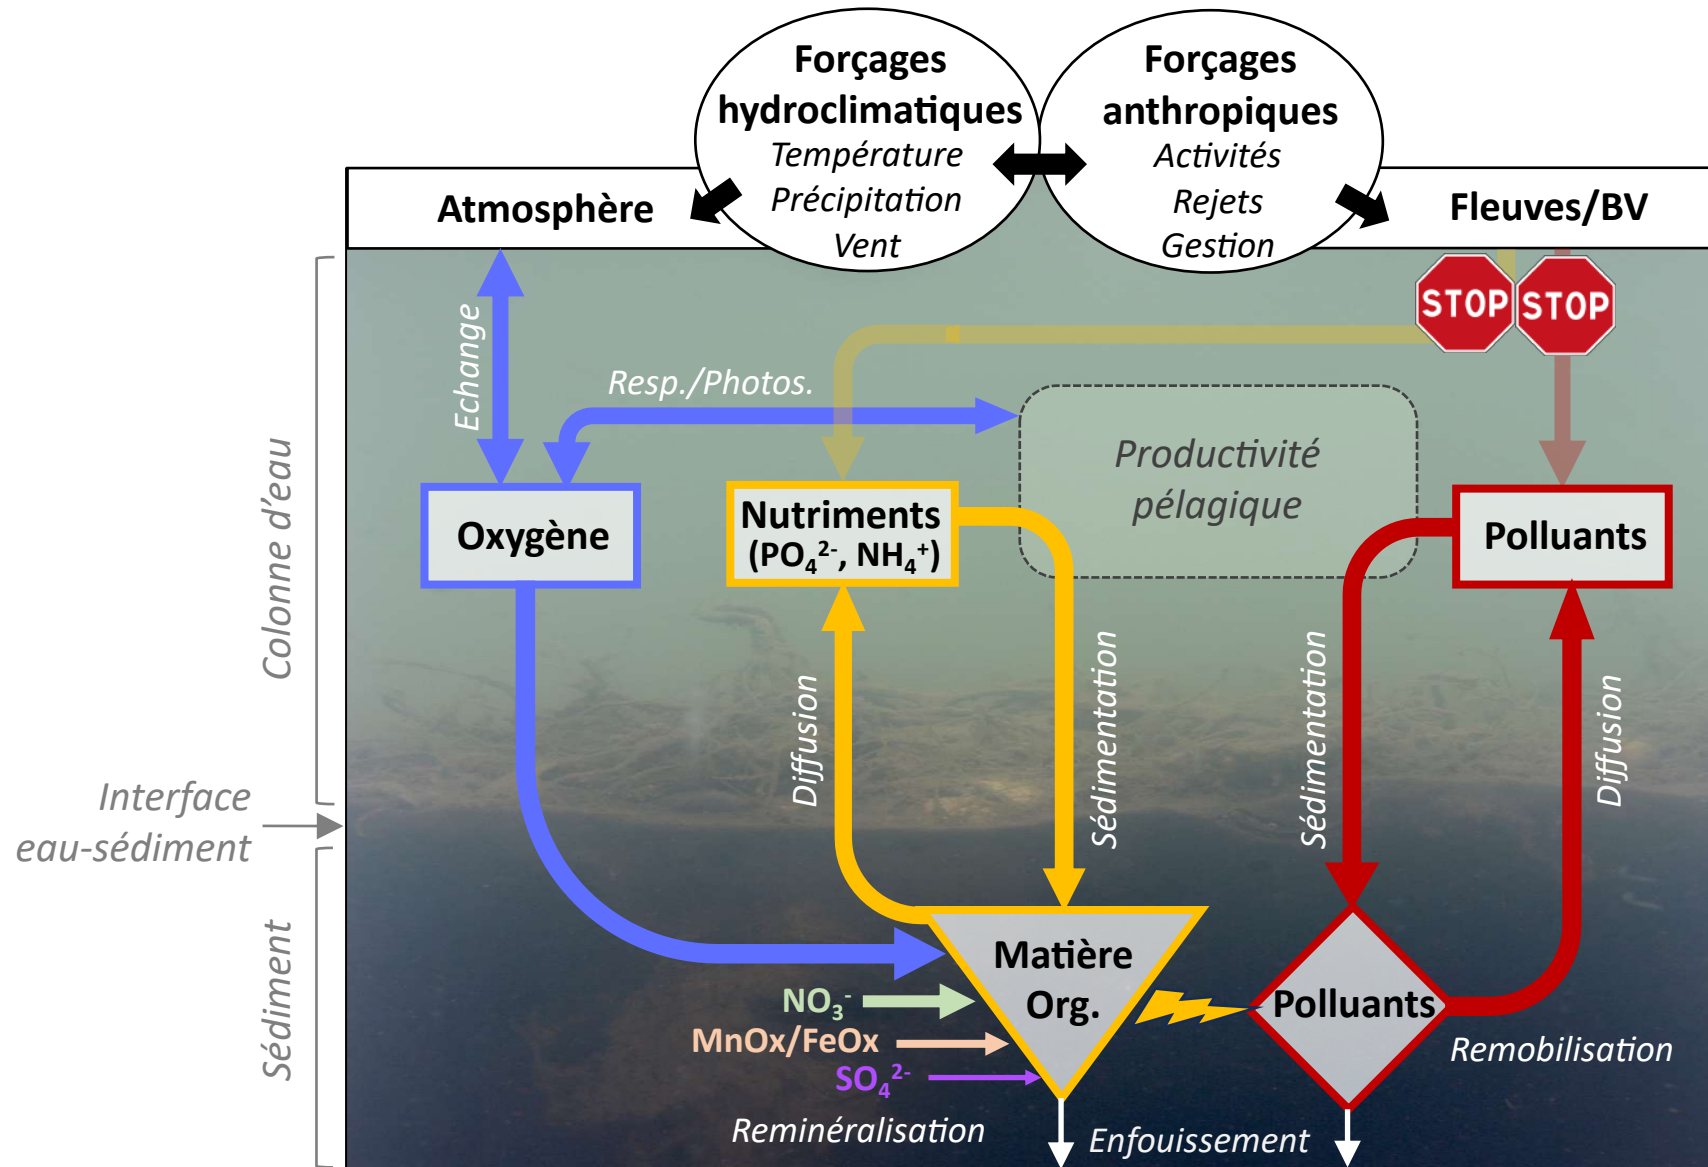 Forçages
hydroclimatiques
Température
Précipitation
Vent
Forçages
anthropiques
Activités
Rejets
Gestion
Atmosphère
Fleuves/BV
STOP
STOP
Echange
Resp./Photos.
Productivité
pélagique
Oxygène
Nutriments
(PO₄²⁻, NH₄⁺)
Polluants
Colonne d'eau
Diffusion
Sédimentation
Sédimentation
Diffusion
Interface
eau-sédiment
Sédiment
Matière
Org.
Polluants
NO₃⁻
MnOx/FeOx
SO₄²⁻
Remobilisation
Reminéralisation
Enfouissement